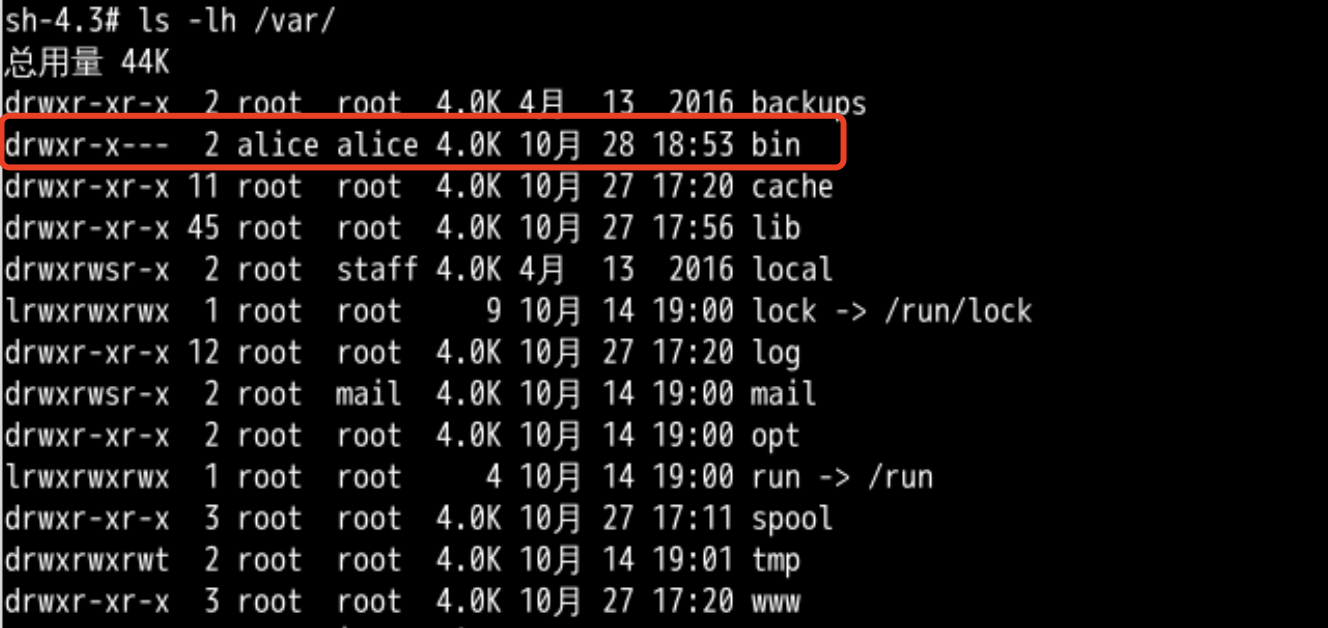 sh-4.3# ls -lh /var/
总用量 44K
drwxr-xr-x  2 root  root  4.0K 4月  13  2016 backups
drwxr-x---  2 alice alice 4.0K 10月 28 18:53 bin
drwxr-xr-x 11 root  root  4.0K 10月 27 17:20 cache
drwxr-xr-x 45 root  root  4.0K 10月 27 17:56 lib
drwxrwsr-x  2 root  staff 4.0K 4月  13  2016 local
lrwxrwxrwx  1 root  root     9 10月 14 19:00 lock -> /run/lock
drwxr-xr-x 12 root  root  4.0K 10月 27 17:20 log
drwxrwsr-x  2 root  mail  4.0K 10月 14 19:00 mail
drwxr-xr-x  2 root  root  4.0K 10月 14 19:00 opt
lrwxrwxrwx  1 root  root     4 10月 14 19:00 run -> /run
drwxr-xr-x  3 root  root  4.0K 10月 27 17:11 spool
drwxrwxrwt  2 root  root  4.0K 10月 14 19:01 tmp
drwxr-xr-x  3 root  root  4.0K 10月 27 17:20 www